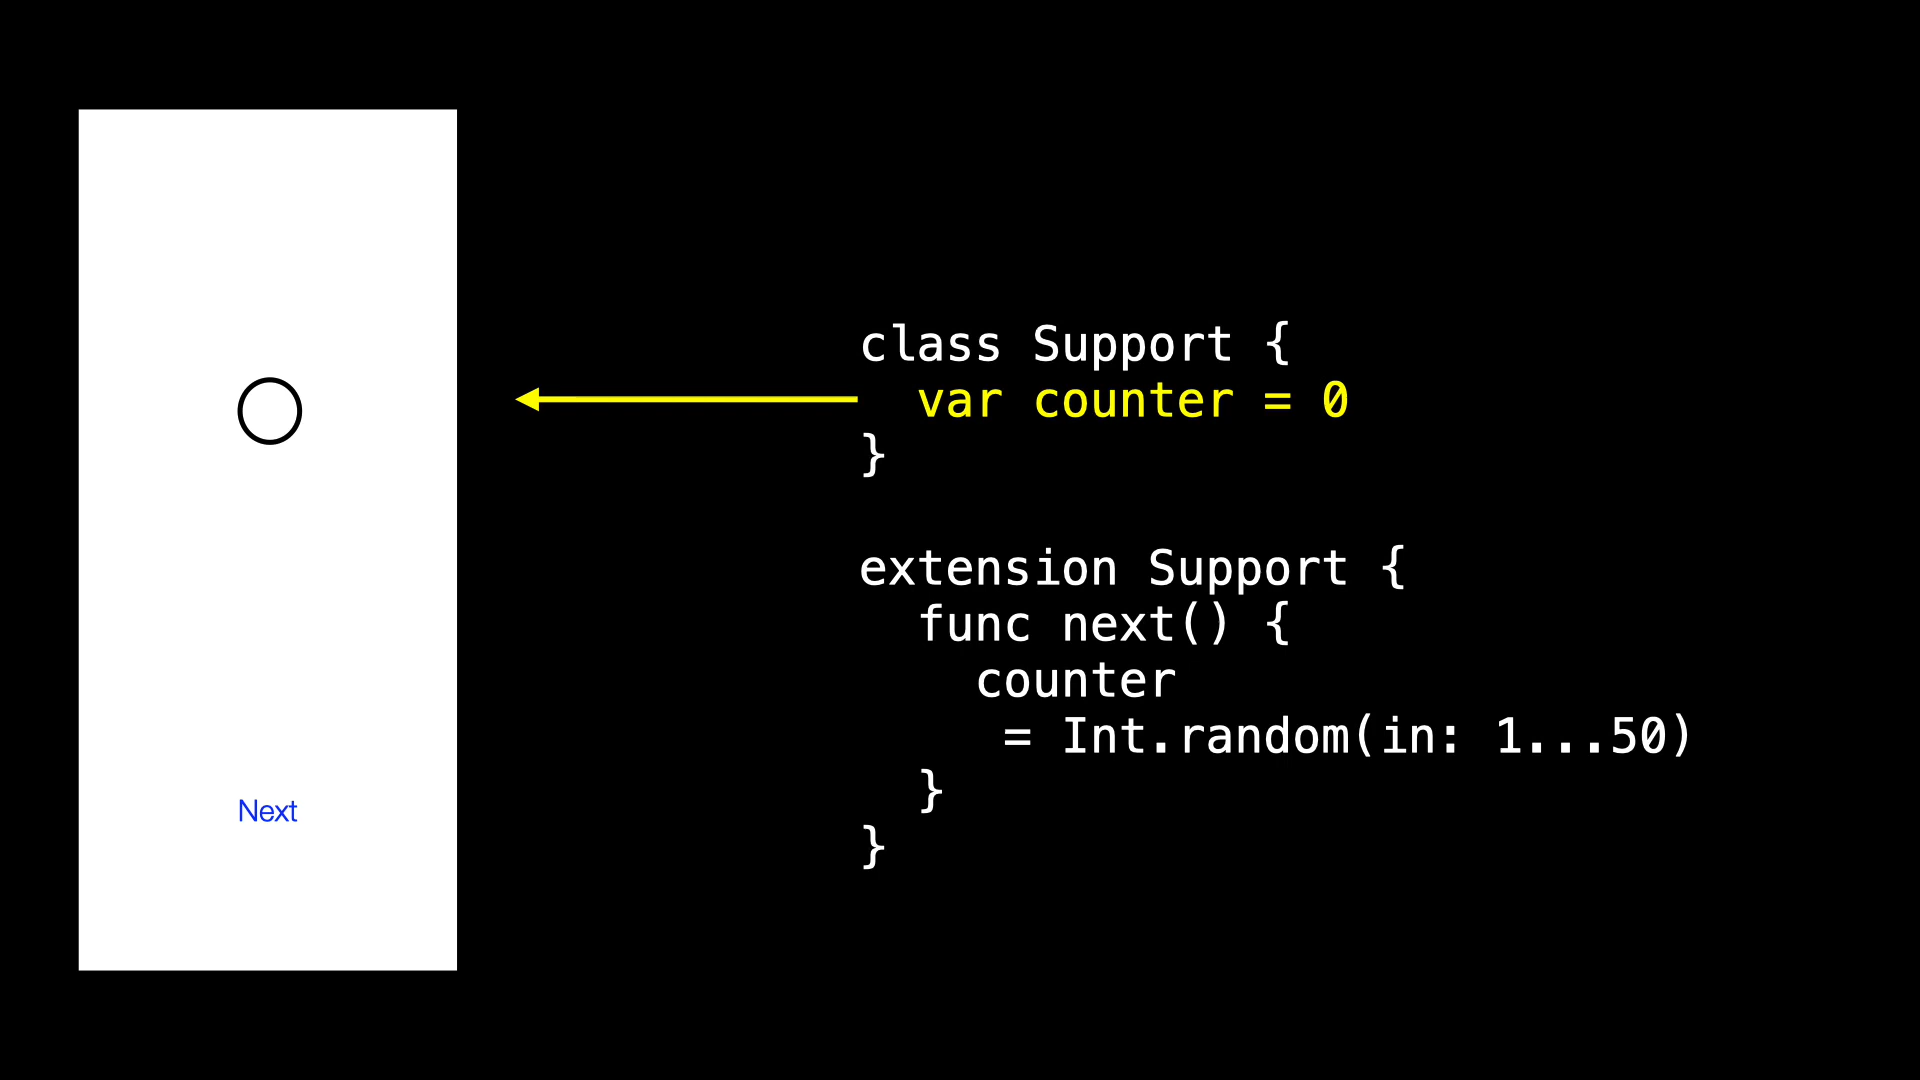 class Support {
  var counter = 0
}
extension Support {
  func next() {
    counter
     = Int.random(in: 1...50)
  }
}
Next